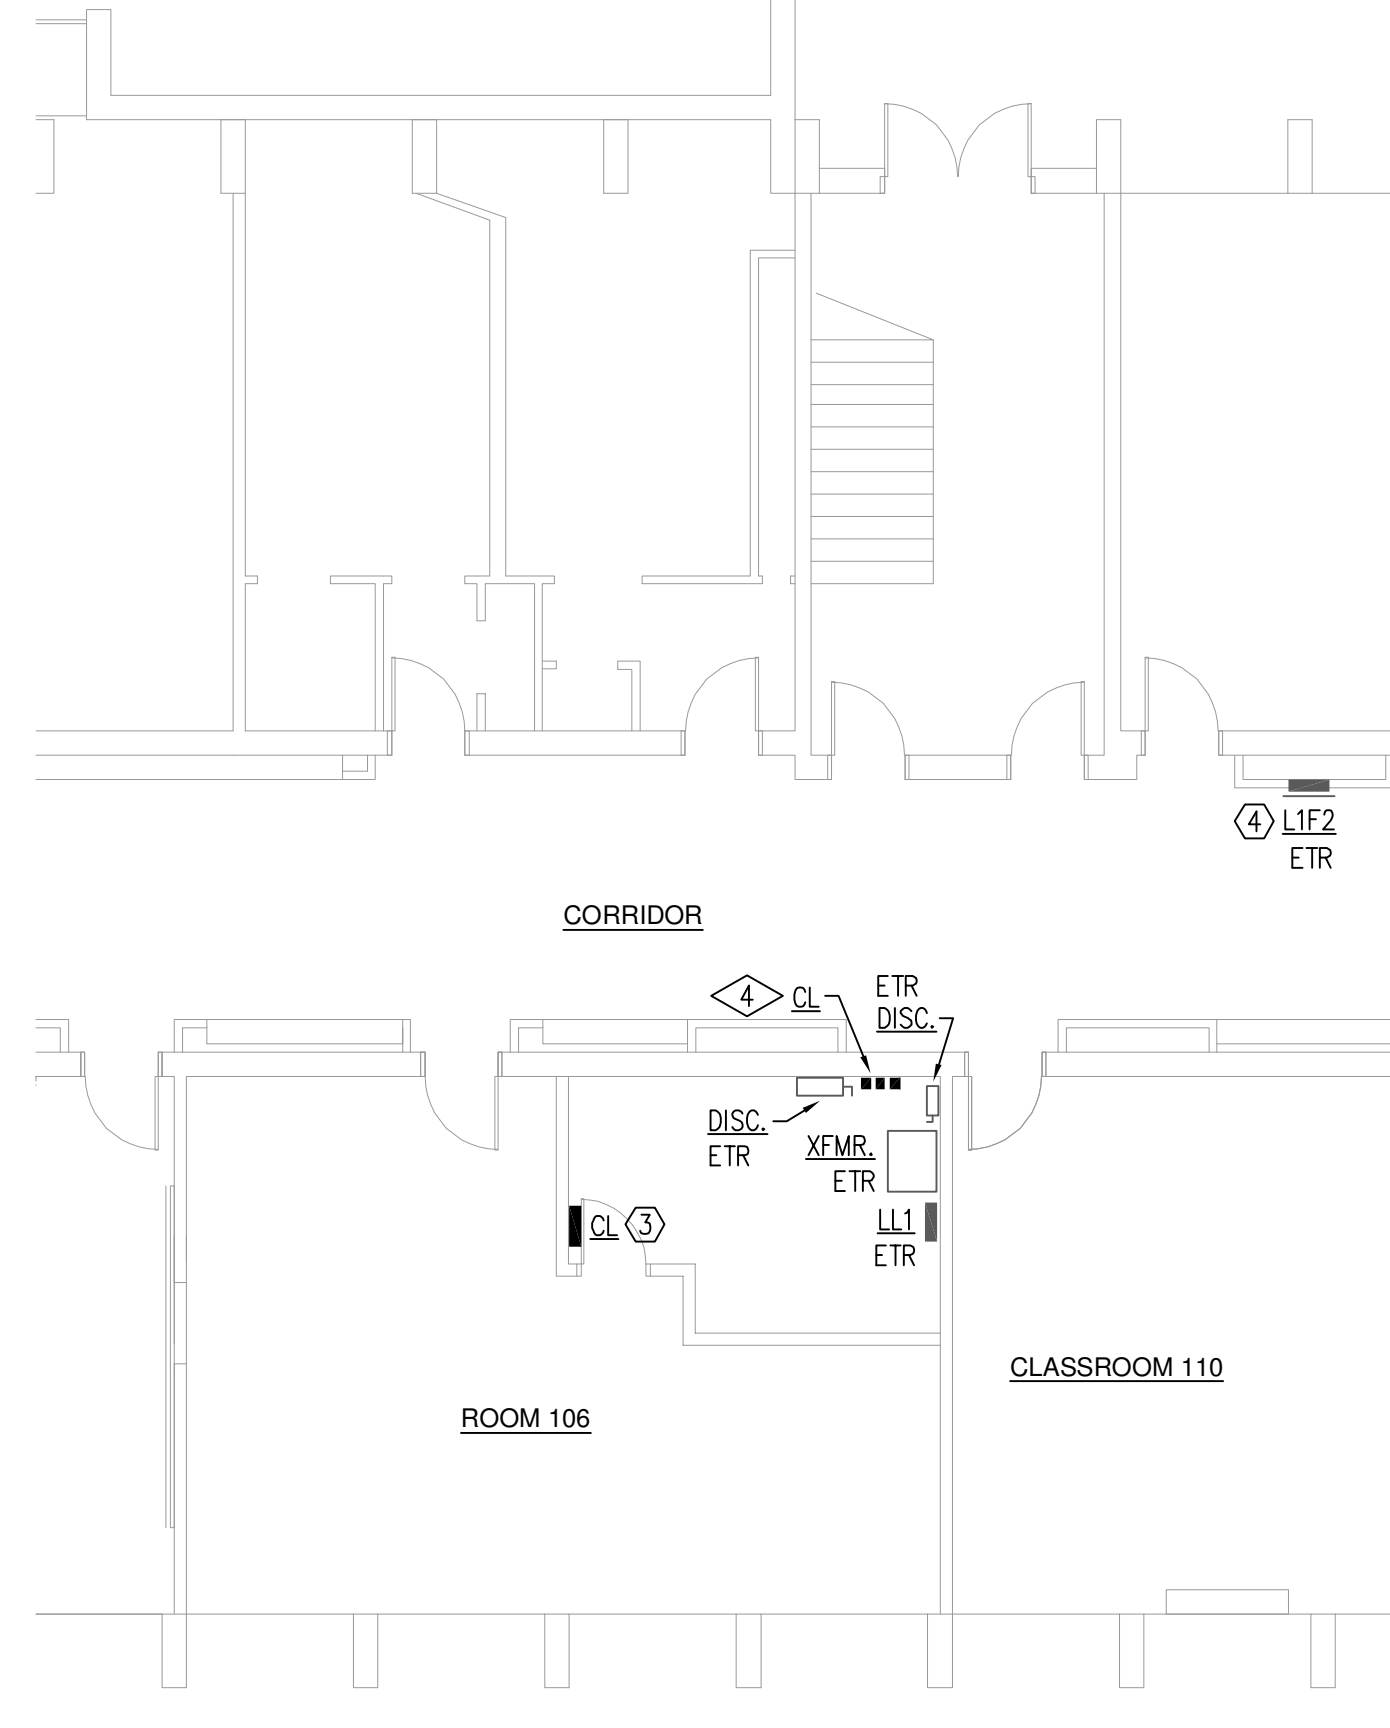 4 L1F2
ETR
CORRIDOR
4 CL
ETR
DISC.
DISC.
ETR
XFMR.
ETR
CL 3
LL1
ETR
CLASSROOM 110
ROOM 106